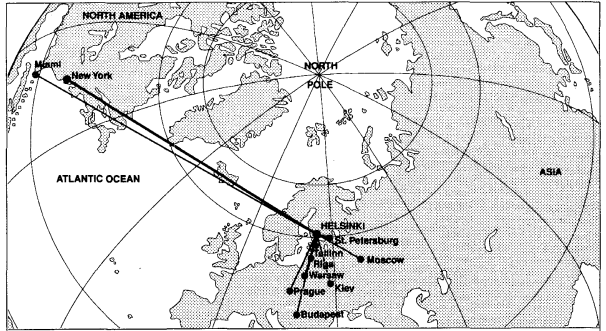 NORTH AMERICA
Miami
New York
NORTH
POLE
ATLANTIC OCEAN
ASIA
HELSINKI
St. Petersburg
Tallinn
Riga
Moscow
Warsaw
Kiev
Prague
Budapest